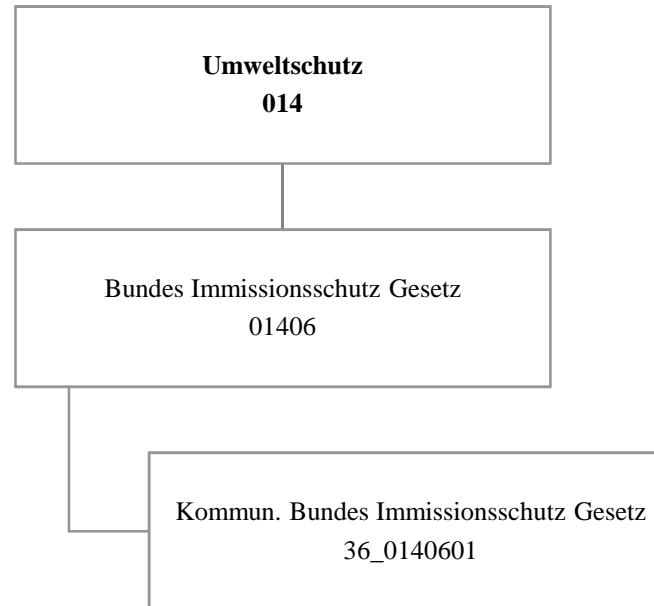 Umweltschutz
014
Bundes Immissionsschutz Gesetz
01406
Kommun. Bundes Immissionsschutz Gesetz
36_0140601